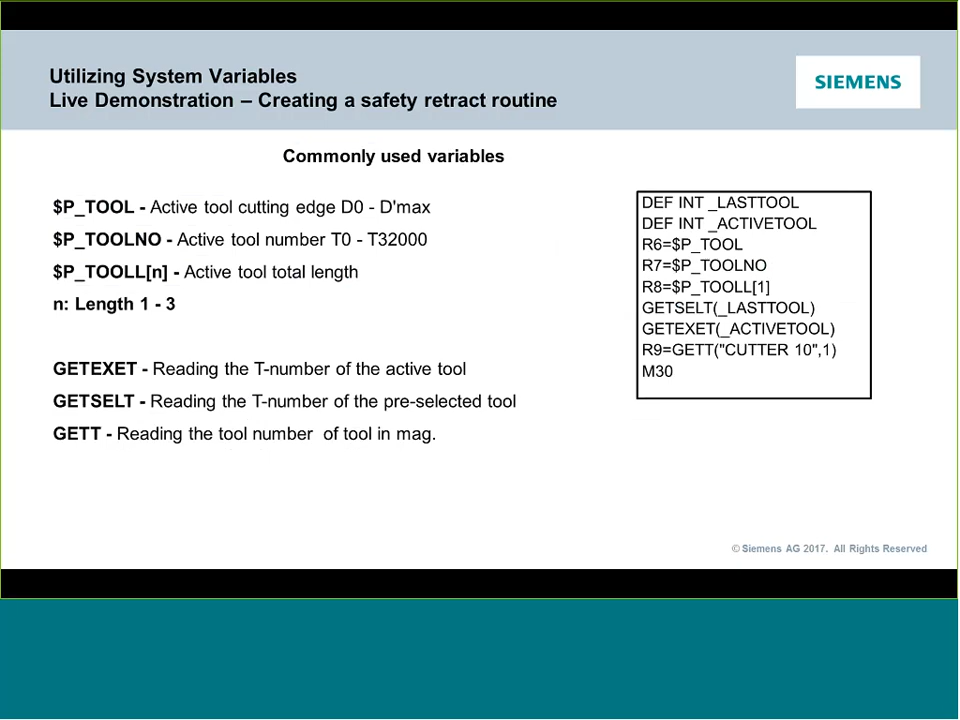 Utilizing System Variables
Live Demonstration – Creating a safety retract routine
SIEMENS
Commonly used variables
$P_TOOL - Active tool cutting edge D0 - D'max
$P_TOOLNO - Active tool number T0 - T32000
$P_TOOLL[n] - Active tool total length
n: Length 1 - 3
GETEXET - Reading the T-number of the active tool
GETSELT - Reading the T-number of the pre-selected tool
GETT - Reading the tool number of tool in mag.
DEF INT _LASTTOOL
DEF INT _ACTIVETOOL
R6=$P_TOOL
R7=$P_TOOLNO
R8=$P_TOOLL[1]
GETSELT(_LASTTOOL)
GETEXET(_ACTIVETOOL)
R9=GETT("CUTTER 10",1)
M30
© Siemens AG 2017. All Rights Reserved